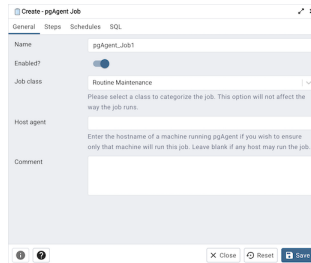 Create - pgAgent Job
General Steps Schedules SQL
Name
pgAgent_Job1
Enabled?
Job class
Routine Maintenance
Please select a class to categorize the job. This option will not affect the
way the job runs.
Host agent
Enter the hostname of a machine running pgAgent if you wish to ensure
only that machine will run this job. Leave blank if any host may run the job.
Comment
Close Reset Save